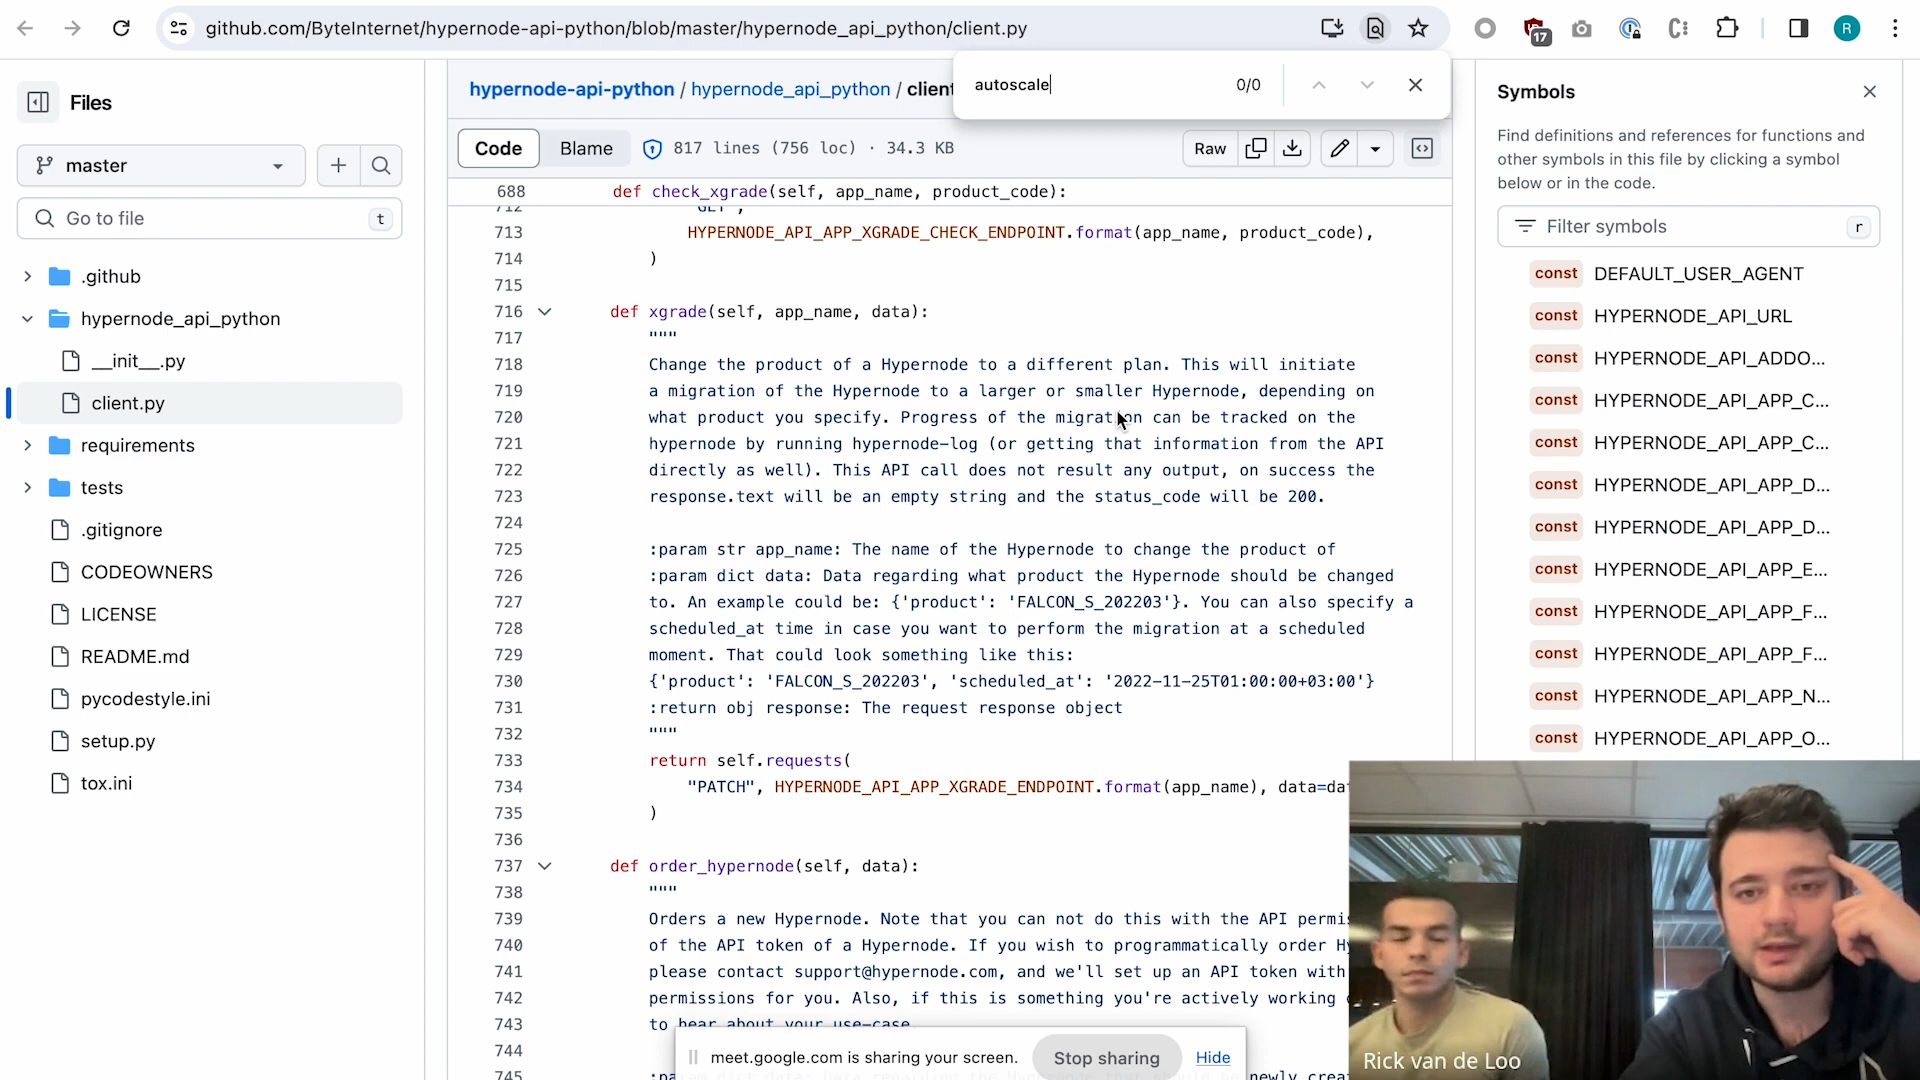 github.com/ByteInternet/hypernode-api-python/blob/master/hypernode_api_python/client.py
17
R
autoscale
0/0
Files
master
Go to file
t
.github
hypernode_api_python
__init__.py
client.py
requirements
tests
.gitignore
CODEOWNERS
LICENSE
README.md
pycodestyle.ini
setup.py
tox.ini
hypernode-api-python / hypernode_api_python / client
Code
Blame
817 lines (756 loc) · 34.3 KB
Raw
688 def check_xgrade(self, app_name, product_code):
712 "GET",
713 HYPERNODE_API_APP_XGRADE_CHECK_ENDPOINT.format(app_name, product_code),
714 )
715
716 def xgrade(self, app_name, data):
717 """
718 Change the product of a Hypernode to a different plan. This will initiate
719 a migration of the Hypernode to a larger or smaller Hypernode, depending on
720 what product you specify. Progress of the migration can be tracked on the
721 hypernode by running hypernode-log (or getting that information from the API
722 directly as well). This API call does not result any output, on success the
723 response.text will be an empty string and the status_code will be 200.
724
725 :param str app_name: The name of the Hypernode to change the product of
726 :param dict data: Data regarding what product the Hypernode should be changed
727 to. An example could be: {'product': 'FALCON_S_202203'}. You can also specify a
728 scheduled_at time in case you want to perform the migration at a scheduled
729 moment. That could look something like this:
730 {'product': 'FALCON_S_202203', 'scheduled_at': '2022-11-25T01:00:00+03:00'}
731 :return obj response: The request response object
732 """
733 return self.requests(
734 "PATCH", HYPERNODE_API_APP_XGRADE_ENDPOINT.format(app_name), data=da
735 )
736
737 def order_hypernode(self, data):
738 """
739 Orders a new Hypernode. Note that you can not do this with the API permis
740 of the API token of a Hypernode. If you wish to programmatically order H
741 please contact support@hypernode.com, and we'll set up an API token with
742 permissions for you. Also, if this is something you're actively working
743 to hear about your use-case.
744
745
Symbols
Find definitions and references for functions and
other symbols in this file by clicking a symbol
below or in the code.
Filter symbols
r
const DEFAULT_USER_AGENT
const HYPERNODE_API_URL
const HYPERNODE_API_ADDO...
const HYPERNODE_API_APP_C...
const HYPERNODE_API_APP_C...
const HYPERNODE_API_APP_D...
const HYPERNODE_API_APP_D...
const HYPERNODE_API_APP_E...
const HYPERNODE_API_APP_F...
const HYPERNODE_API_APP_F...
const HYPERNODE_API_APP_N...
const HYPERNODE_API_APP_O...
meet.google.com is sharing your screen.
Stop sharing
Hide
Rick van de Loo